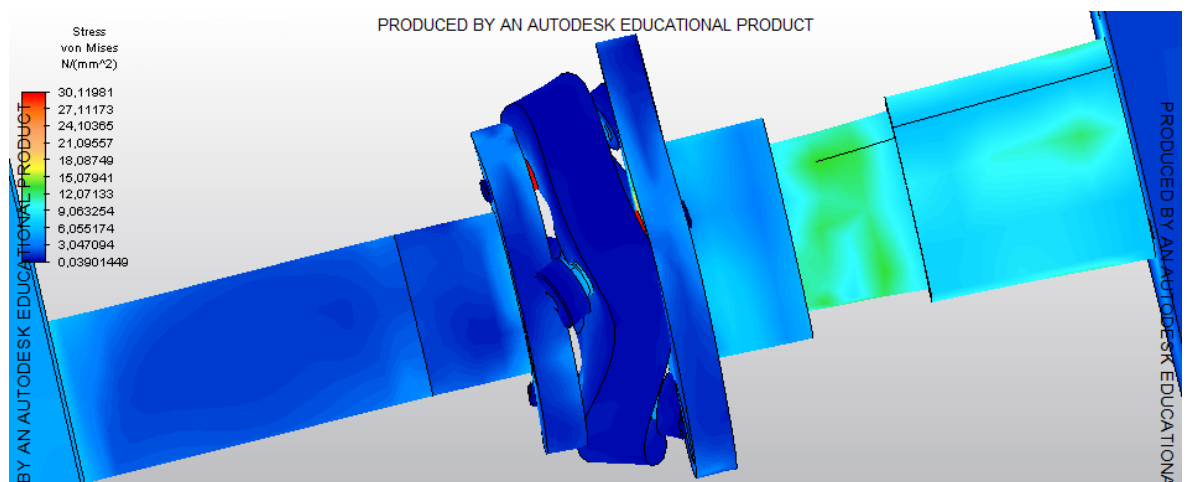 PRODUCED BY AN AUTODESK EDUCATIONAL PRODUCT
Stress
von Mises
N/(mm^2)
30,11981
27,11173
24,10365
21,09557
18,08749
15,07941
12,07133
9,063254
6,055174
3,047094
0,03901449
BY AN AUTODESK EDUCATIONAL PRODUCT
PRODUCED BY AN AUTODESK EDUCATIONA